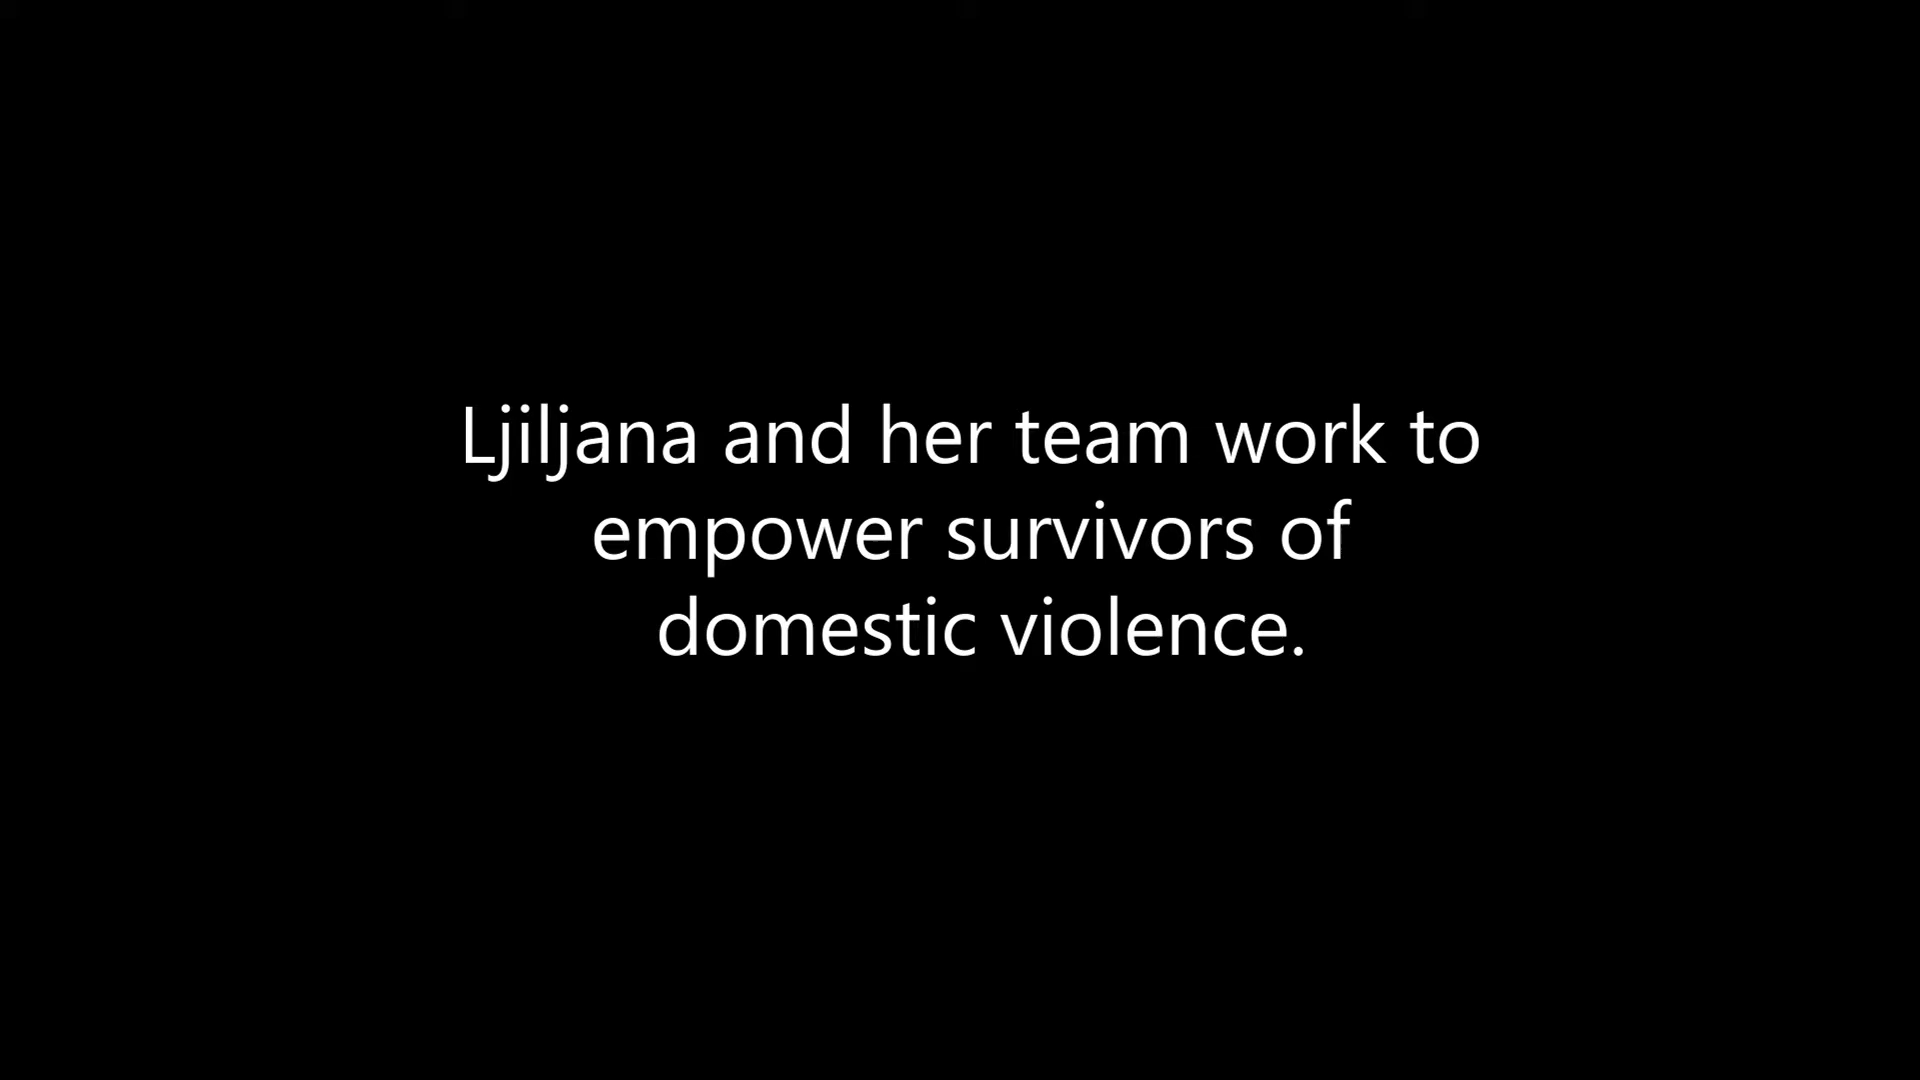 Ljiljana and her team work to
empower survivors of
domestic violence.